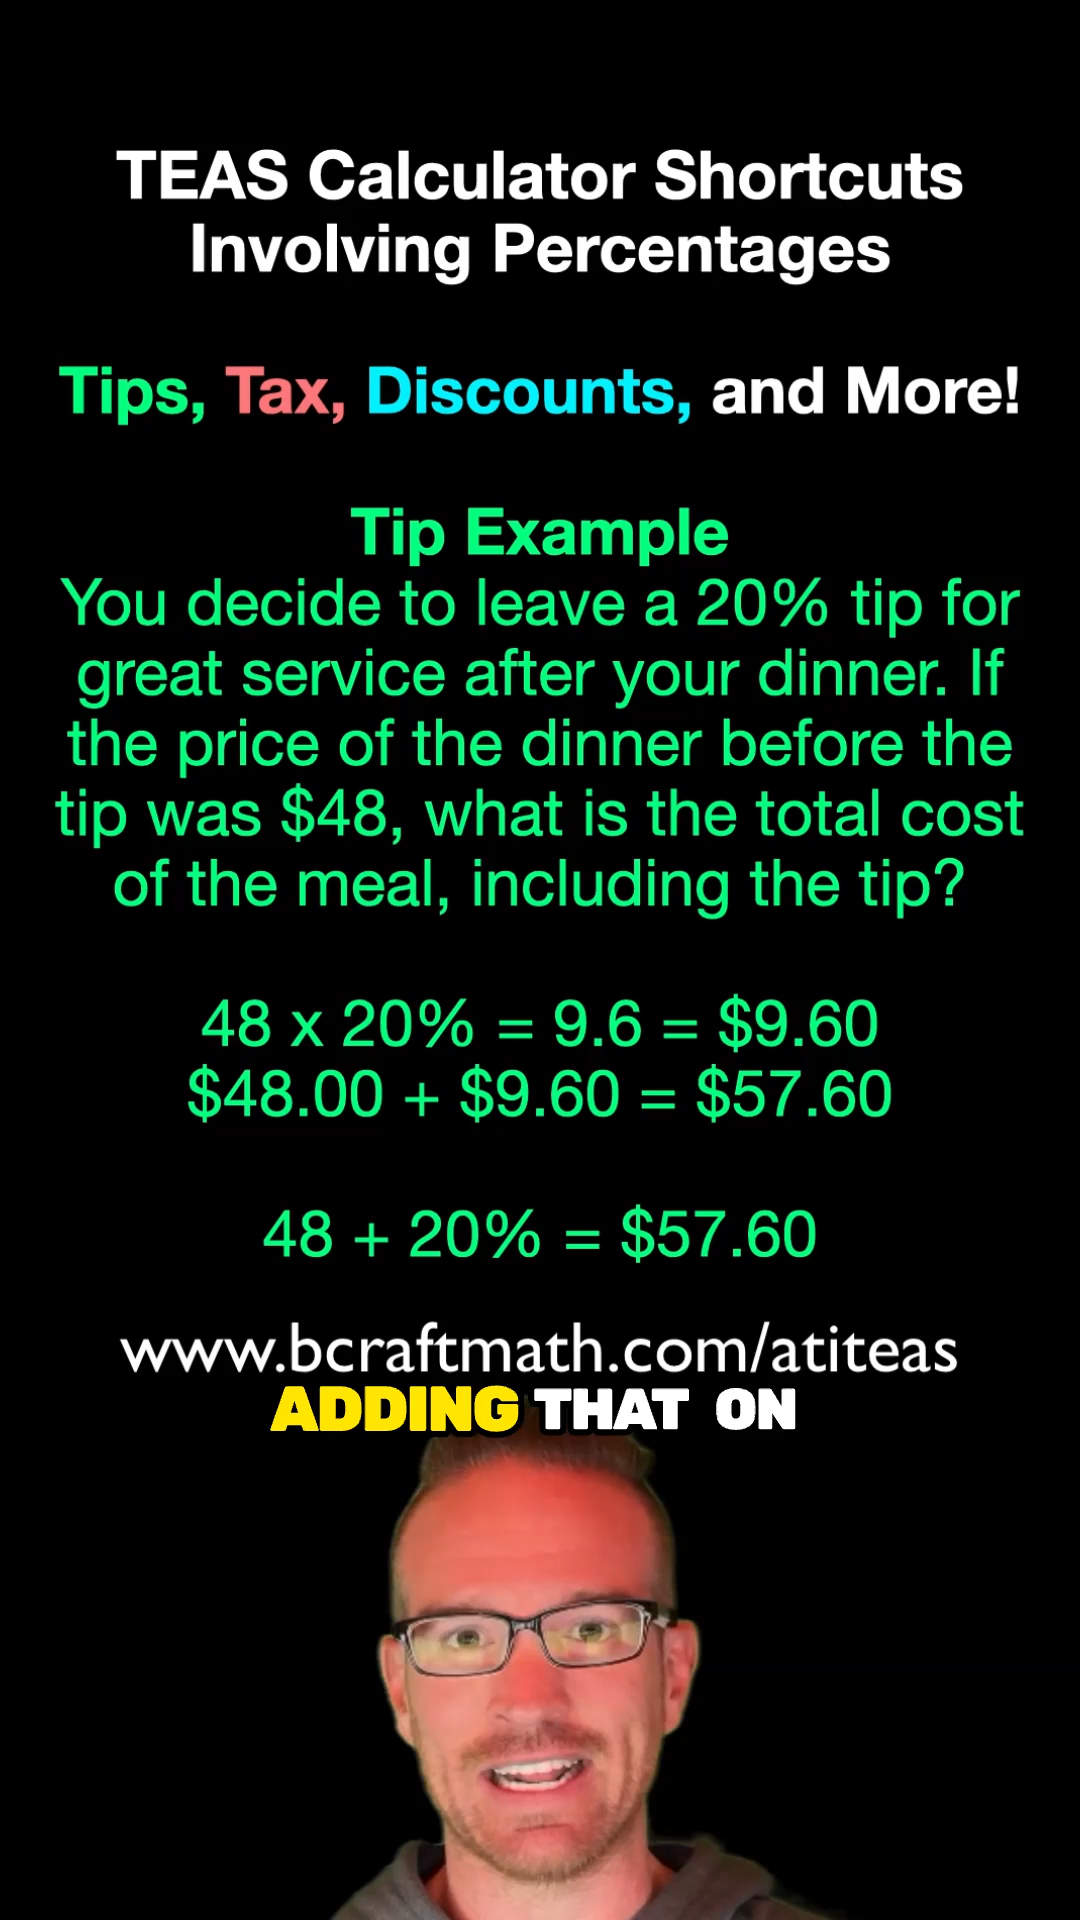 TEAS Calculator Shortcuts
Involving Percentages
Tips, Tax, Discounts, and More!
Tip Example
You decide to leave a 20% tip for
great service after your dinner. If
the price of the dinner before the
tip was $48, what is the total cost
of the meal, including the tip?
48 x 20% = 9.6 = $9.60
$48.00 + $9.60 = $57.60
48 + 20% = $57.60
www.bcraftmath.com/atiteas
ADDING THAT ON